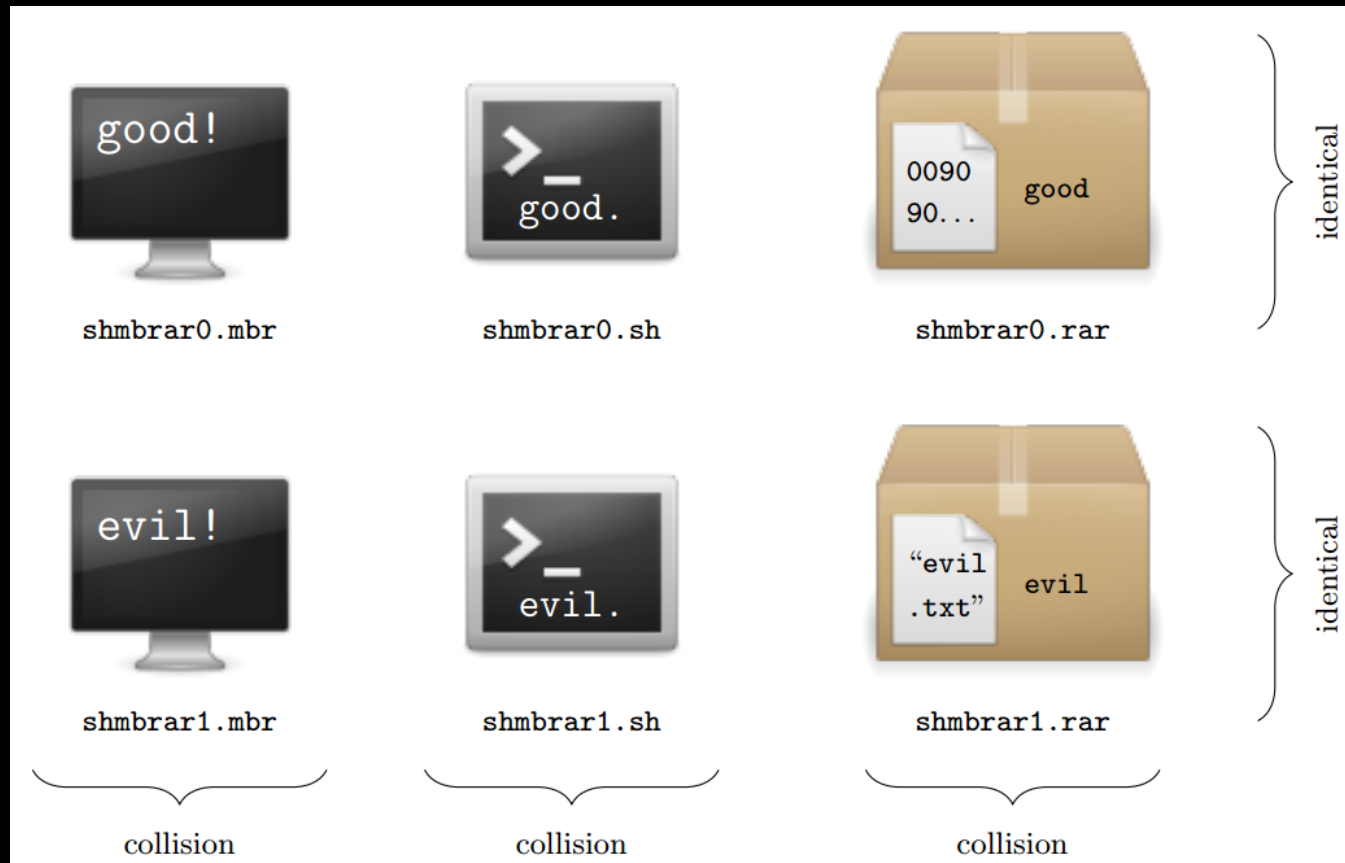 good!
>_
good.
0090
90...
good
identical
shmbrar0.mbr
shmbrar0.sh
shmbrar0.rar
evil!
>_
evil.
“evil
.txt”
evil
identical
shmbrar1.mbr
shmbrar1.sh
shmbrar1.rar
collision
collision
collision